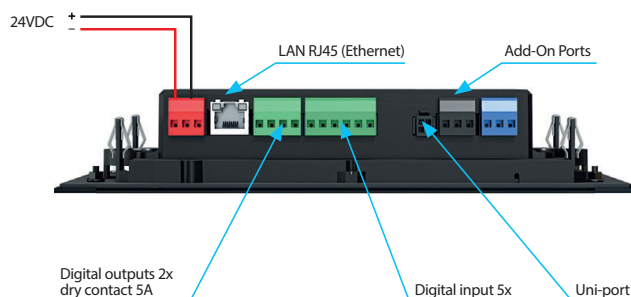 24VDC
+
−
LAN RJ45 (Ethernet)
Add-On Ports
Digital outputs 2x
dry contact 5A
Digital input 5x
Uni-port